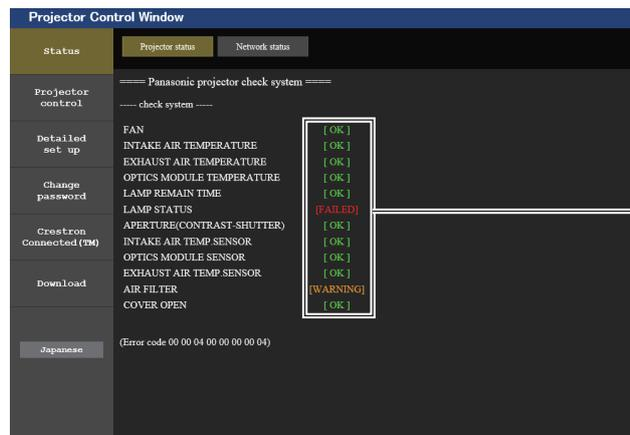 Projector Control Window
Status
Projector status
Network status
==== Panasonic projector check system ====
----- check system -----
Projector
control
Detailed
set up
Change
password
Crestron
Connected(TM)
Download
Japanese
FAN [ OK ]
INTAKE AIR TEMPERATURE [ OK ]
EXHAUST AIR TEMPERATURE [ OK ]
OPTICS MODULE TEMPERATURE [ OK ]
LAMP REMAIN TIME [ OK ]
LAMP STATUS [FAILED]
APERTURE(CONTRAST-SHUTTER) [ OK ]
INTAKE AIR TEMP.SENSOR [ OK ]
OPTICS MODULE SENSOR [ OK ]
EXHAUST AIR TEMP.SENSOR [ OK ]
AIR FILTER [WARNING]
COVER OPEN [ OK ]
(Error code 00 00 04 00 00 00 00 04)